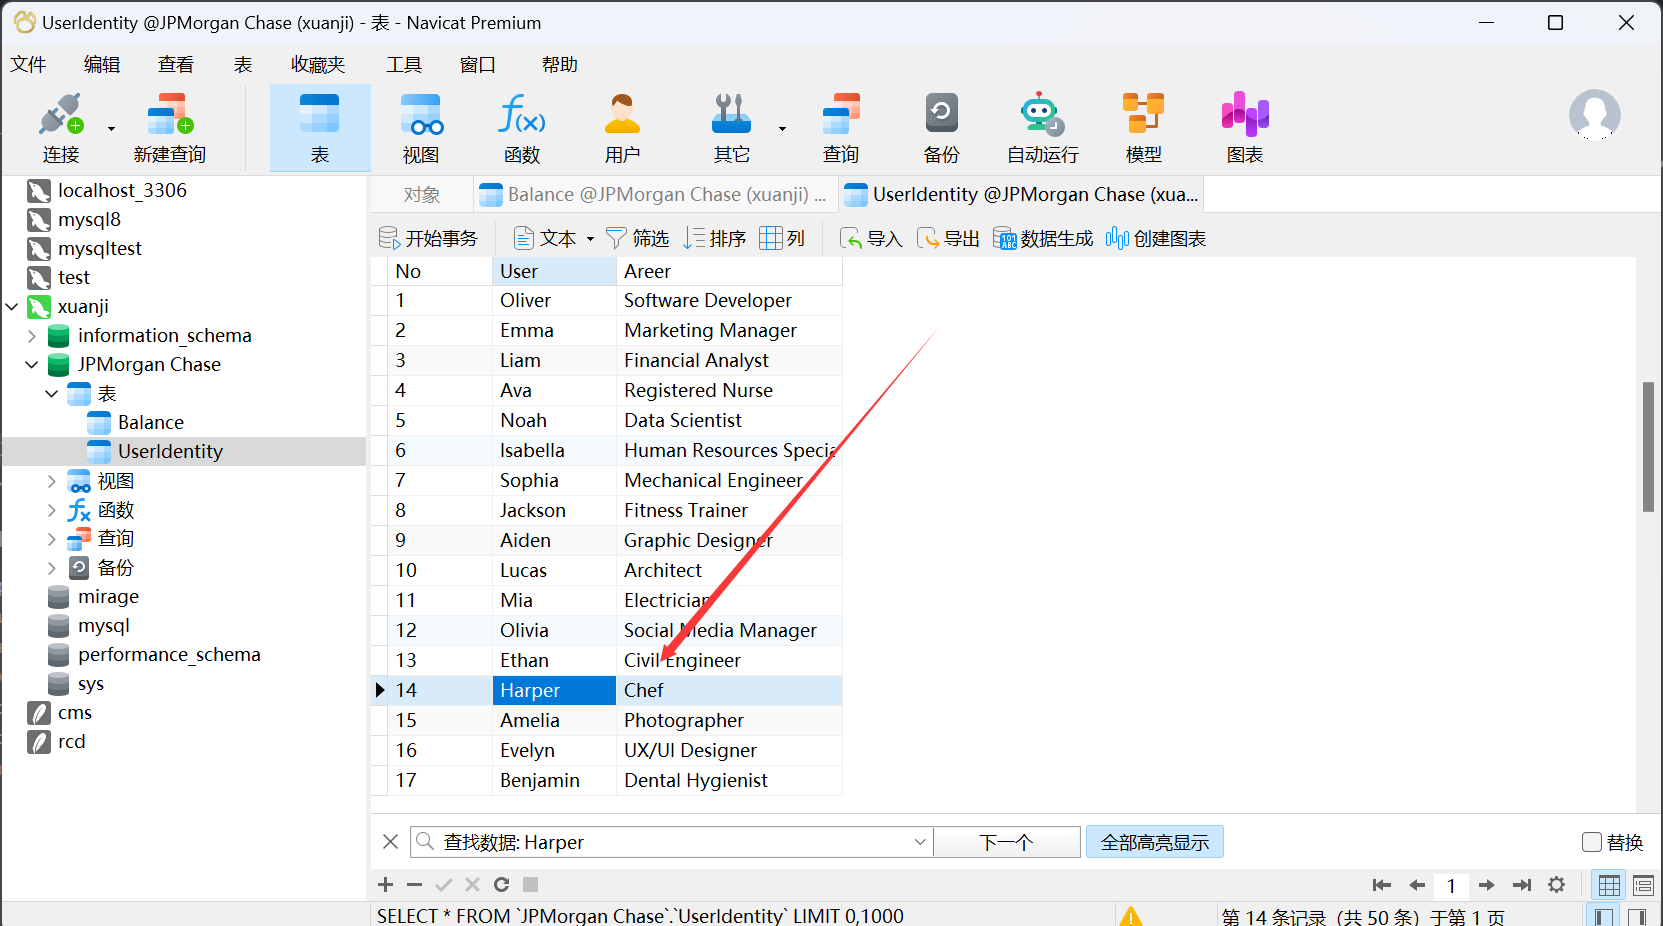 UserIdentity @JPMorgan Chase (xuanji) - 表 - Navicat Premium
文件 编辑 查看 表 收藏夹 工具 窗口 帮助
连接 新建查询 表 视图 函数 用户 其它 查询 备份 自动运行 模型 图表
localhost_3306
mysql8
mysqltest
test
xuanji
information_schema
JPMorgan Chase
表
Balance
UserIdentity
视图
函数
查询
备份
mirage
mysql
performance_schema
sys
cms
rcd
对象 Balance @JPMorgan Chase (xuanji) ... UserIdentity @JPMorgan Chase (xua...
开始事务 文本 筛选 排序 列 导入 导出 数据生成 创建图表
No User Areer
1 Oliver Software Developer
2 Emma Marketing Manager
3 Liam Financial Analyst
4 Ava Registered Nurse
5 Noah Data Scientist
6 Isabella Human Resources Specia
7 Sophia Mechanical Engineer
8 Jackson Fitness Trainer
9 Aiden Graphic Designer
10 Lucas Architect
11 Mia Electrician
12 Olivia Social Media Manager
13 Ethan Civil Engineer
14 Harper Chef
15 Amelia Photographer
16 Evelyn UX/UI Designer
17 Benjamin Dental Hygienist
查找数据: Harper 下一个 全部高亮显示 替换
1
SELECT * FROM `JPMorgan Chase`.`UserIdentity` LIMIT 0,1000 第 14 条记录（共 50 条）于第 1 页